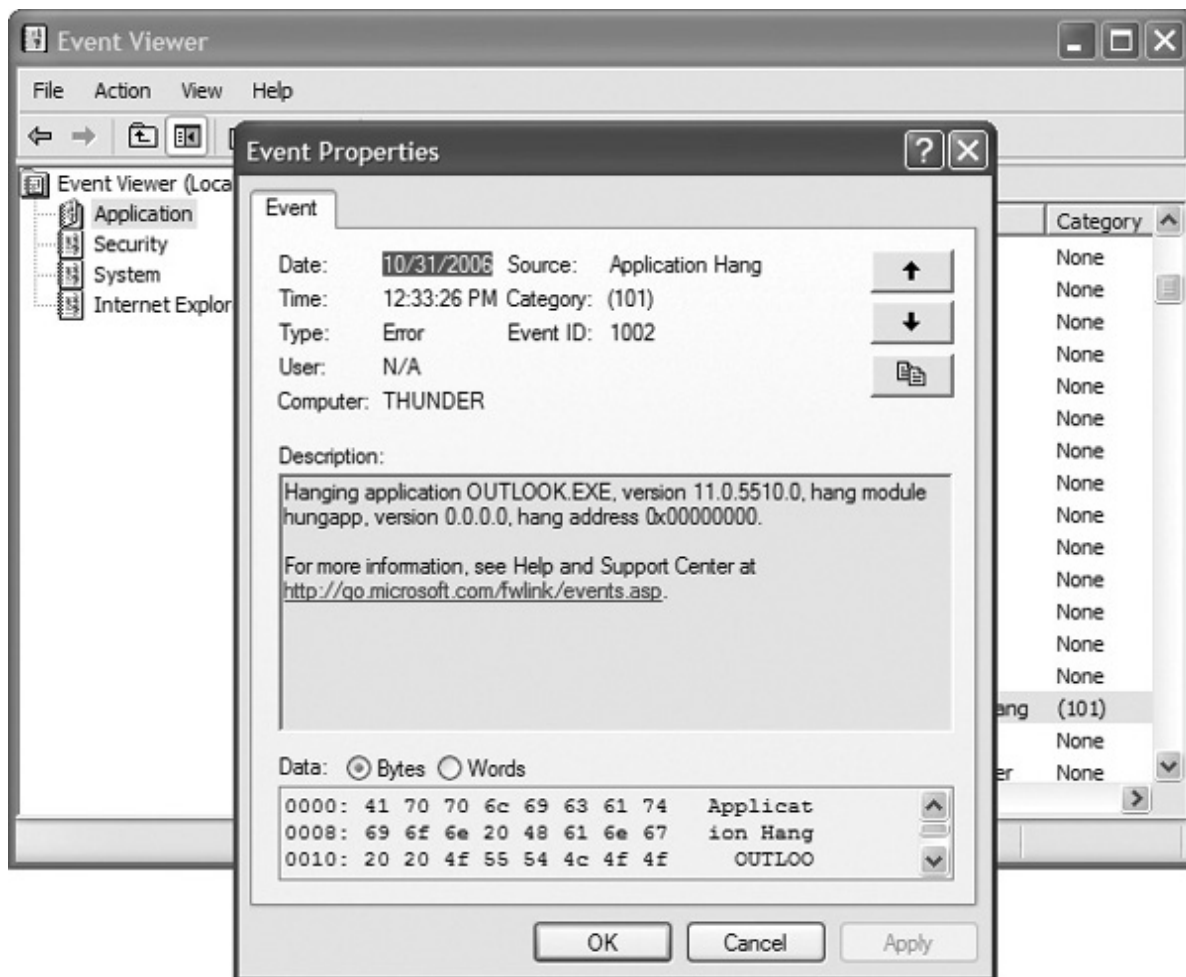 Event Viewer
File Action View Help
Event Viewer (Loca
Application
Security
System
Internet Explor
Event Properties
Event
Date: 10/31/2006 Source: Application Hang
Time: 12:33:26 PM Category: (101)
Type: Error Event ID: 1002
User: N/A
Computer: THUNDER
Description:
Hanging application OUTLOOK.EXE, version 11.0.5510.0, hang module
hungapp, version 0.0.0.0, hang address 0x00000000.
For more information, see Help and Support Center at
http://go.microsoft.com/fwlink/events.asp.
Data: Bytes Words
0000: 41 70 70 6c 69 63 61 74 Applicat
0008: 69 6f 6e 20 48 61 6e 67 ion Hang
0010: 20 20 4f 55 54 4c 4f 4f OUTLOO
OK Cancel Apply
Category
None
None
None
None
None
None
None
None
None
None
None
None
None
None
ang (101)
None
er None